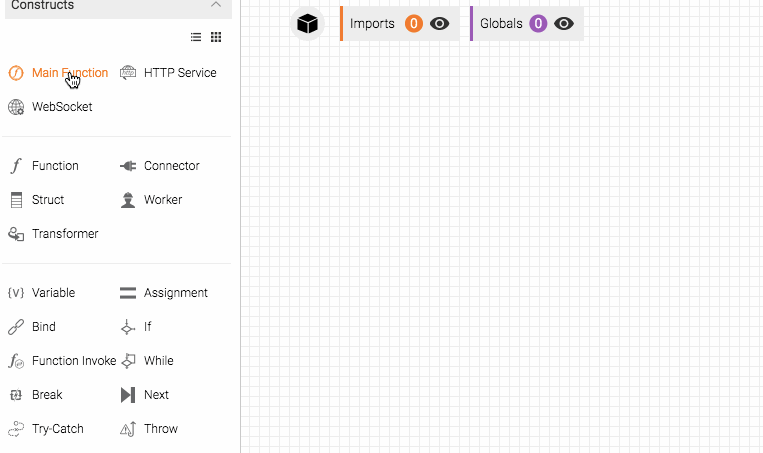 Constructs
Imports 0
Globals 0
Main Function
HTTP Service
WebSocket
Function
Connector
Struct
Worker
Transformer
{V} Variable
Assignment
Bind
If
Function Invoke
While
Break
Next
Try-Catch
Throw